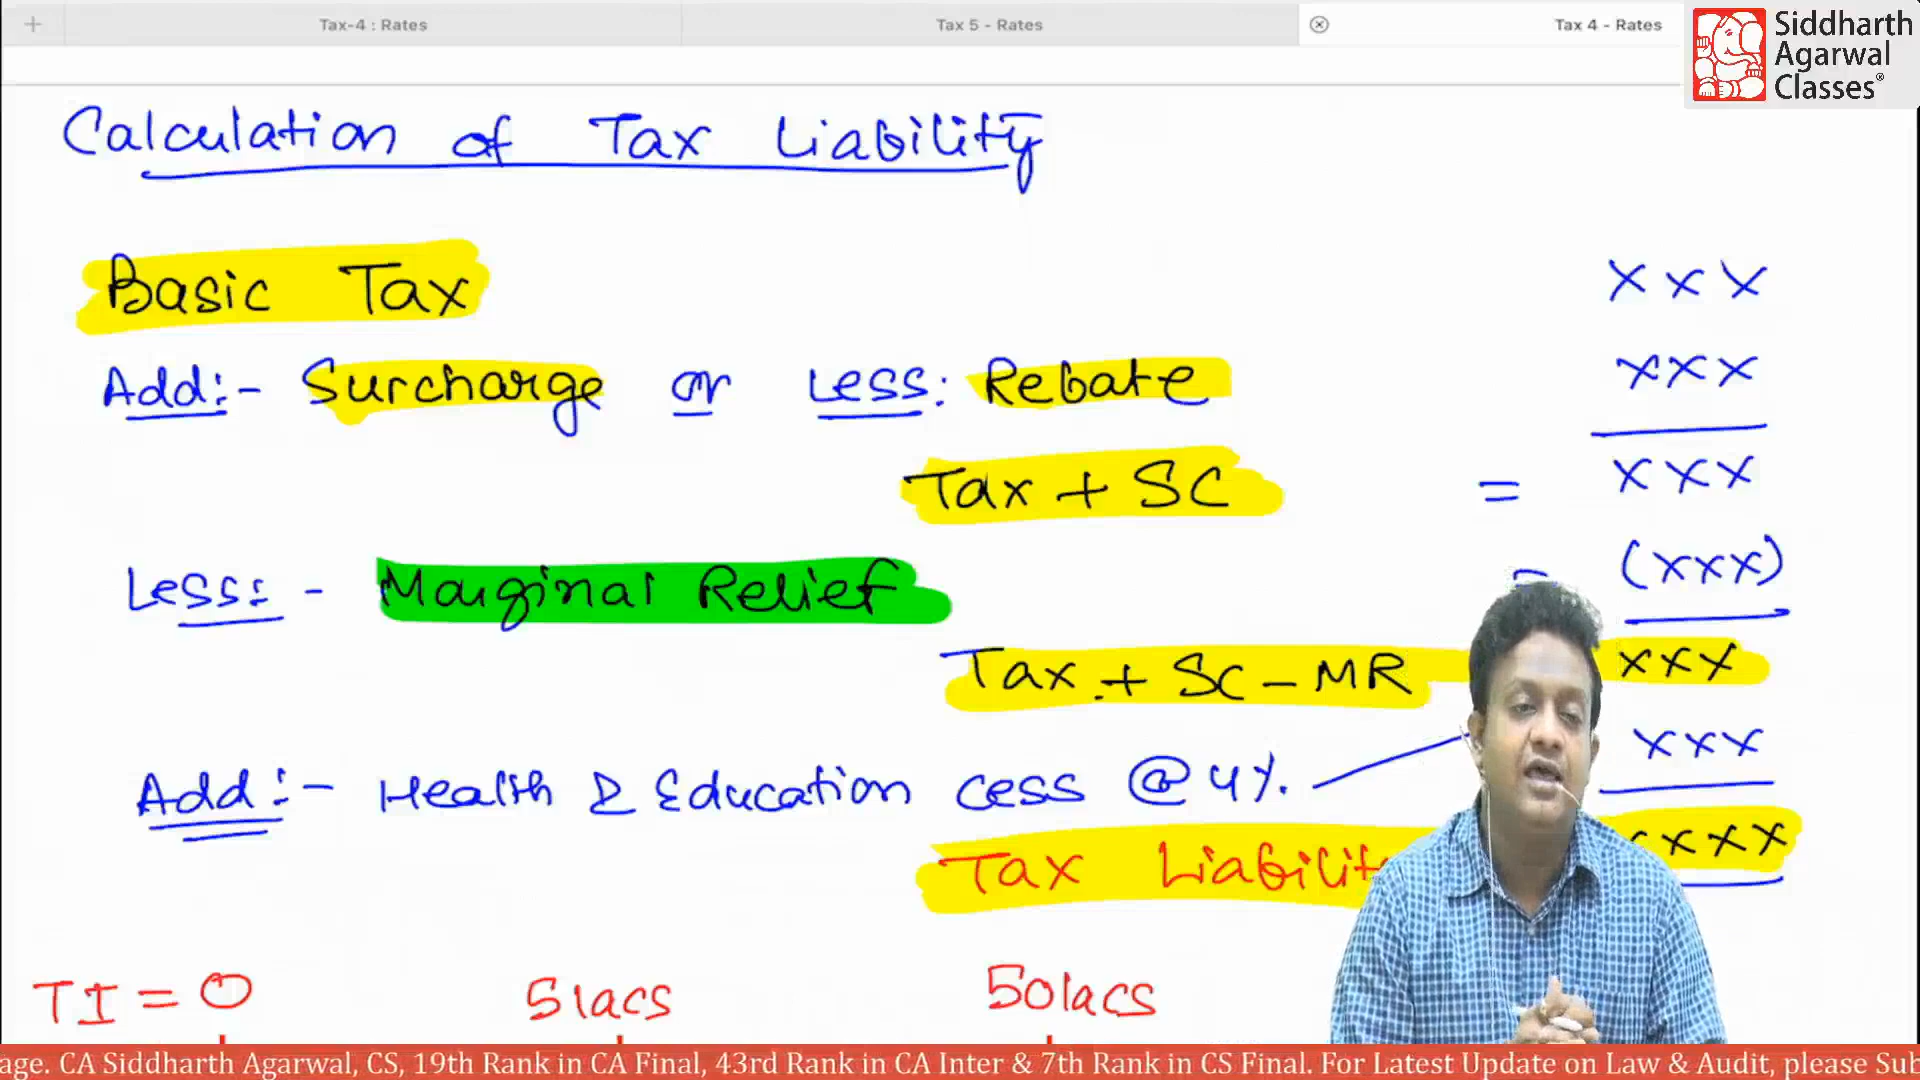 + Tax-4 : Rates Tax 5 - Rates Tax 4 - Rates
Siddharth
Agarwal
Classes®
Calculation of Tax Liability
Basic Tax xxx
Add:- Surcharge or Less: Rebate xxx
Tax + SC = xxx
Less:- Marginal Relief = (xxx)
Tax + SC - MR xxx
Add:- Health & Education cess @ 4%. xxx
Tax Liabilit xxxx
TI = 0 5 lacs 50 lacs
age. CA Siddharth Agarwal, CS, 19th Rank in CA Final, 43rd Rank in CA Inter & 7th Rank in CS Final. For Latest Update on Law & Audit, please Sub